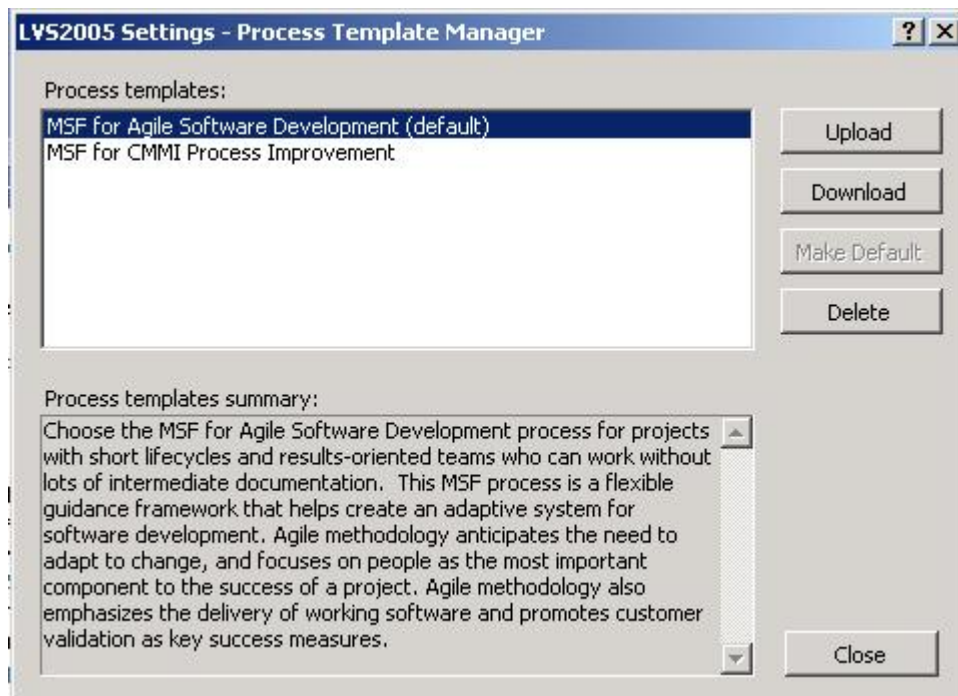 LVS2005 Settings - Process Template Manager
Process templates:
MSF for Agile Software Development (default)
MSF for CMMI Process Improvement
Upload
Download
Make Default
Delete
Process templates summary:
Choose the MSF for Agile Software Development process for projects
with short lifecycles and results-oriented teams who can work without
lots of intermediate documentation.  This MSF process is a flexible
guidance framework that helps create an adaptive system for
software development. Agile methodology anticipates the need to
adapt to change, and focuses on people as the most important
component to the success of a project. Agile methodology also
emphasizes the delivery of working software and promotes customer
validation as key success measures.
Close